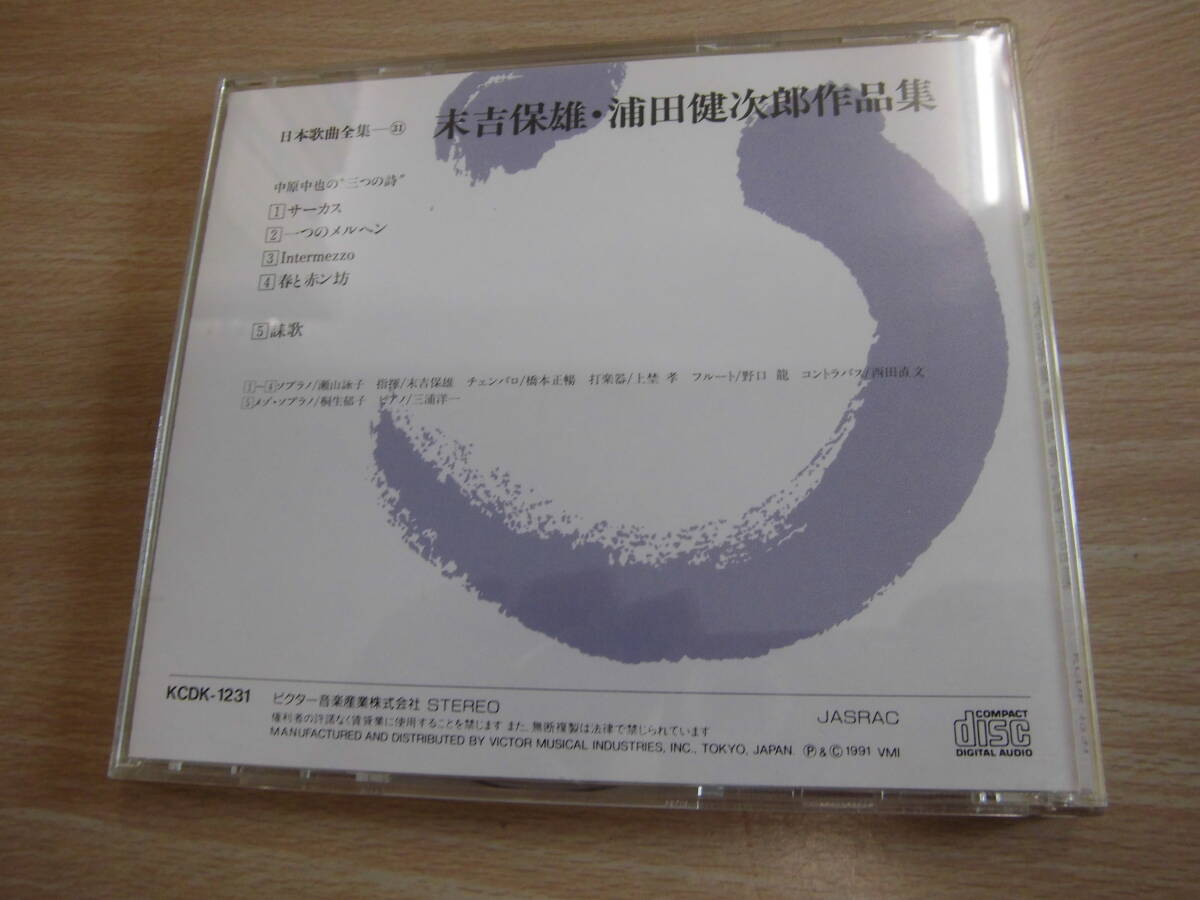 日本歌曲全集―㉛ 末吉保雄・浦田健次郎作品集
中原中也の"三つの詩"
1 サーカス
2 一つのメルヘン
3 Intermezzo
4 春と赤ン坊
5 誄歌
1―4 ソプラノ/瀬山詠子 指揮/末吉保雄 チェンバロ/橋本正暢 打楽器/上埜 孝 フルート/野口 龍 コントラバス/西田直文
5 メゾ・ソプラノ/桐生郁子 ピアノ/三浦洋一
KCDK-1231 ビクター音楽産業株式会社 STEREO
権利者の許諾なく賃貸業に使用することを禁じます また、無断複製は法律で禁じられています
MANUFACTURED AND DISTRIBUTED BY VICTOR MUSICAL INDUSTRIES, INC., TOKYO, JAPAN. Ⓟ&Ⓒ 1991 VMI
JASRAC
COMPACT
disc
DIGITAL AUDIO